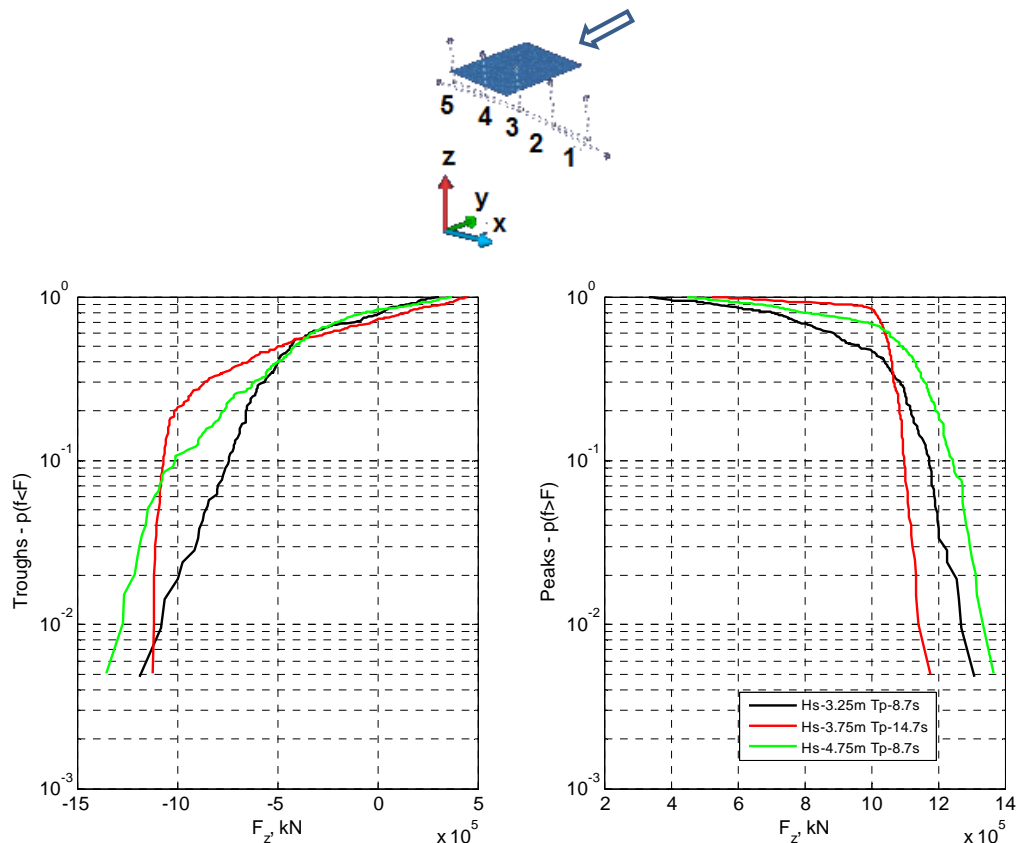 5 4 3 2 1
z
y
x
10^0
10^-1
10^-2
10^-3
Troughs - p(f<F)
-15 -10 -5 0 5
x 10^5
F_z, kN
10^0
10^-1
10^-2
10^-3
Peaks - p(f>F)
Hs-3.25m Tp-8.7s
Hs-3.75m Tp-14.7s
Hs-4.75m Tp-8.7s
2 4 6 8 10 12 14
x 10^5
F_z, kN